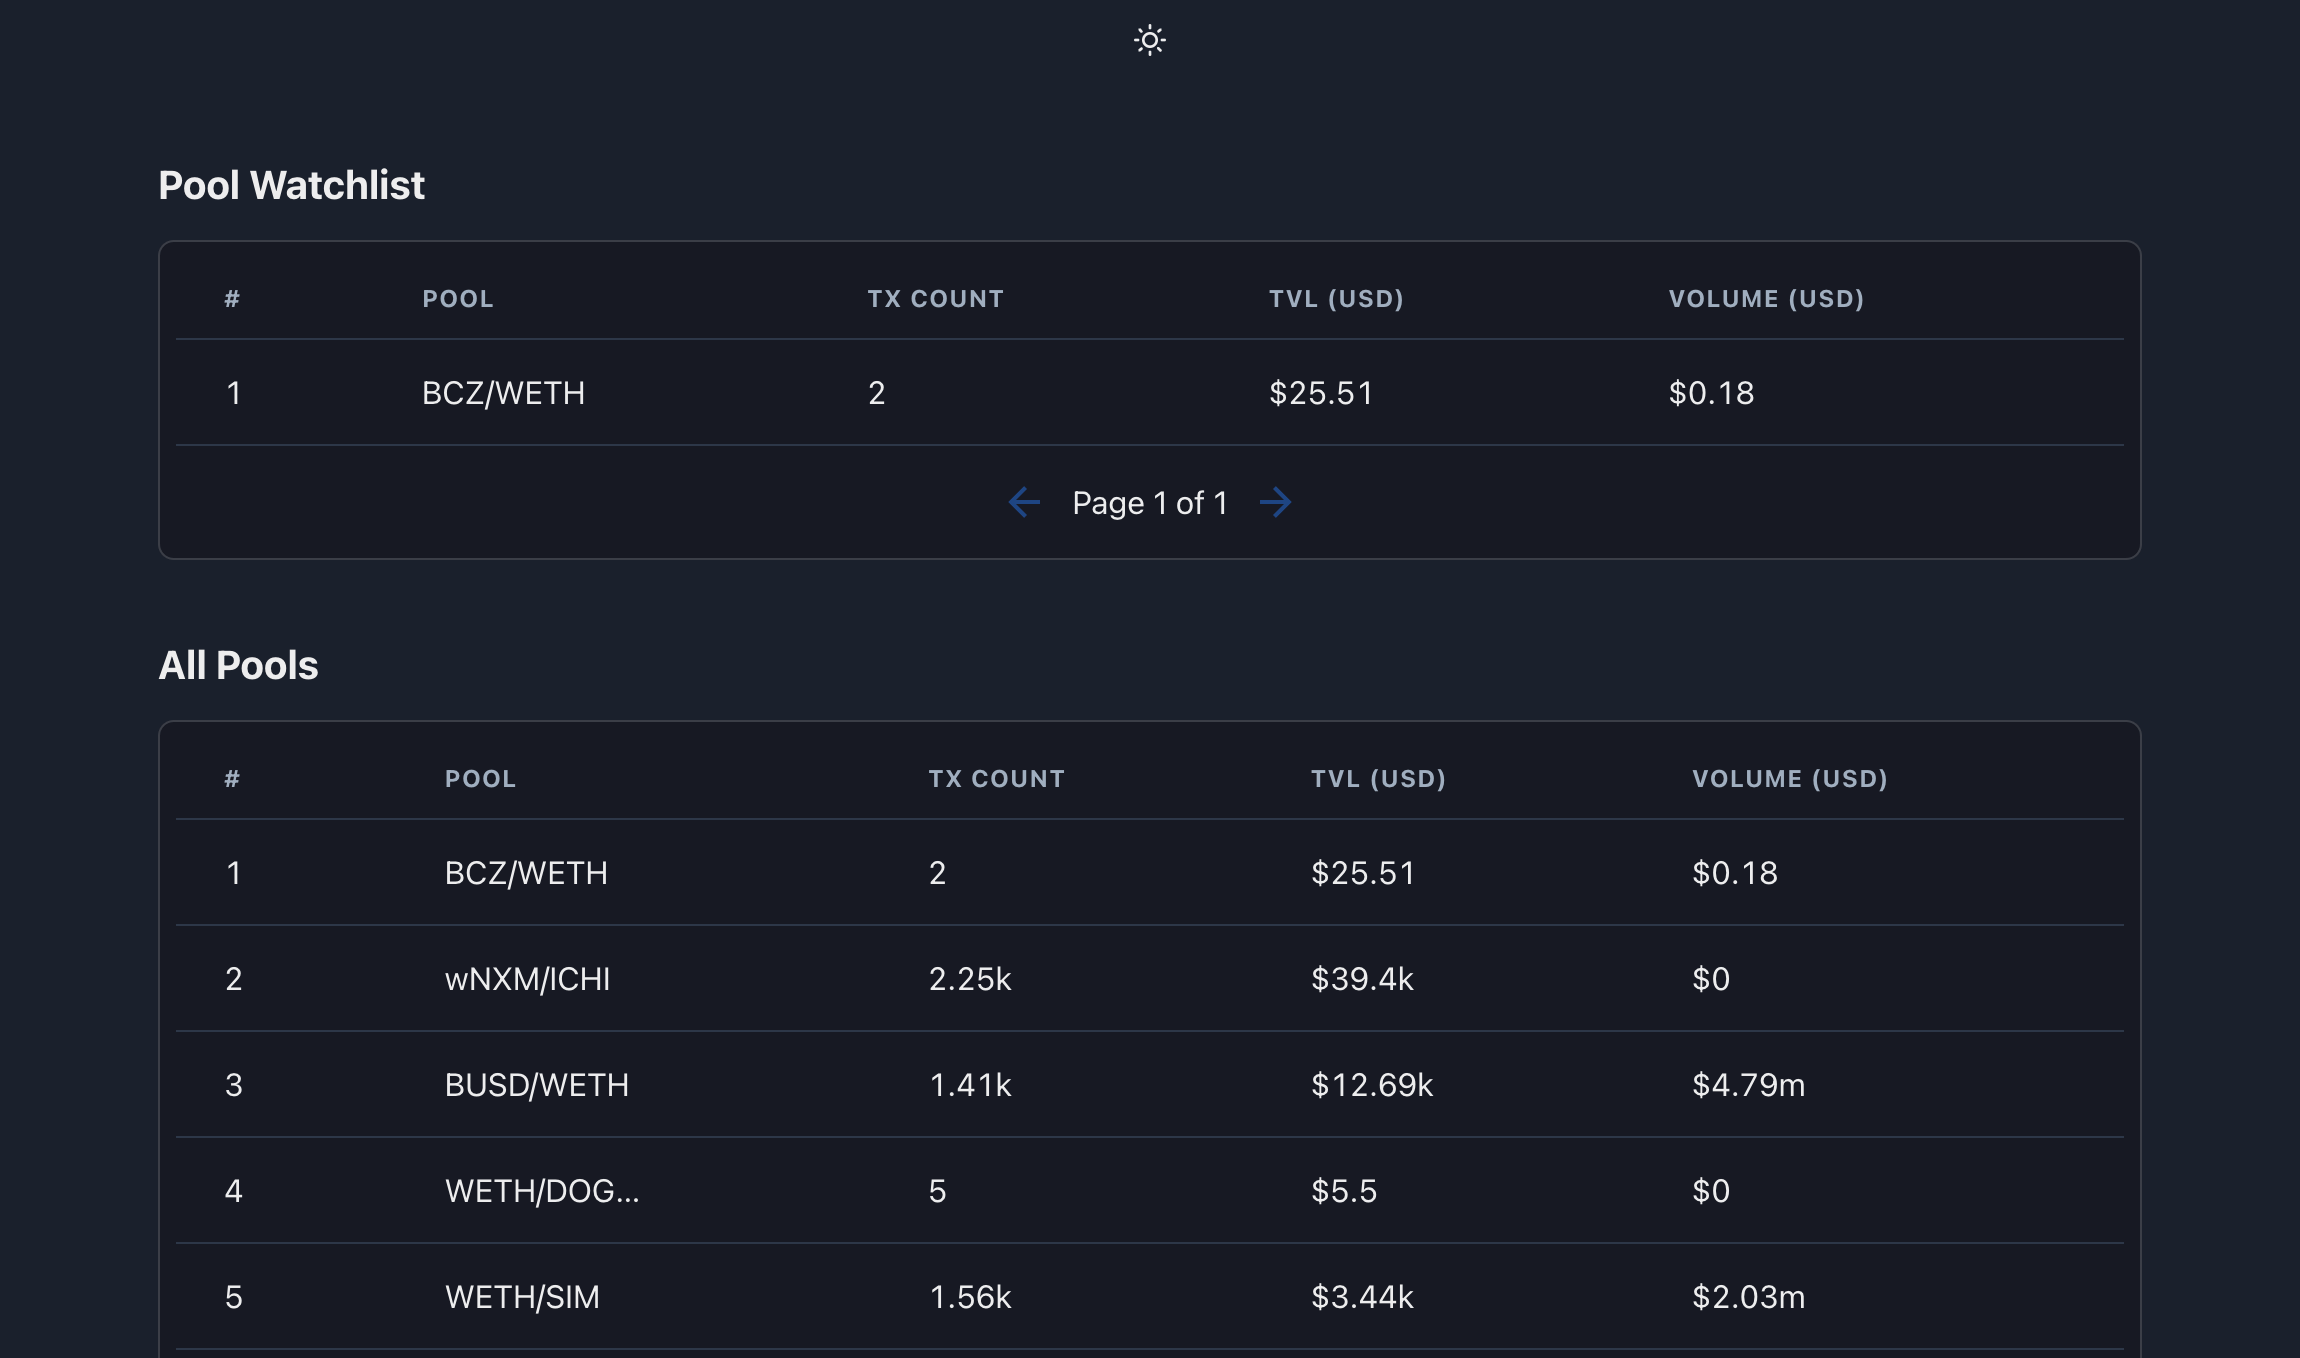 Pool Watchlist
# POOL TX COUNT TVL (USD) VOLUME (USD)
1 BCZ/WETH 2 $25.51 $0.18
Page 1 of 1
All Pools
# POOL TX COUNT TVL (USD) VOLUME (USD)
1 BCZ/WETH 2 $25.51 $0.18
2 wNXM/ICHI 2.25k $39.4k $0
3 BUSD/WETH 1.41k $12.69k $4.79m
4 WETH/DOG... 5 $5.5 $0
5 WETH/SIM 1.56k $3.44k $2.03m